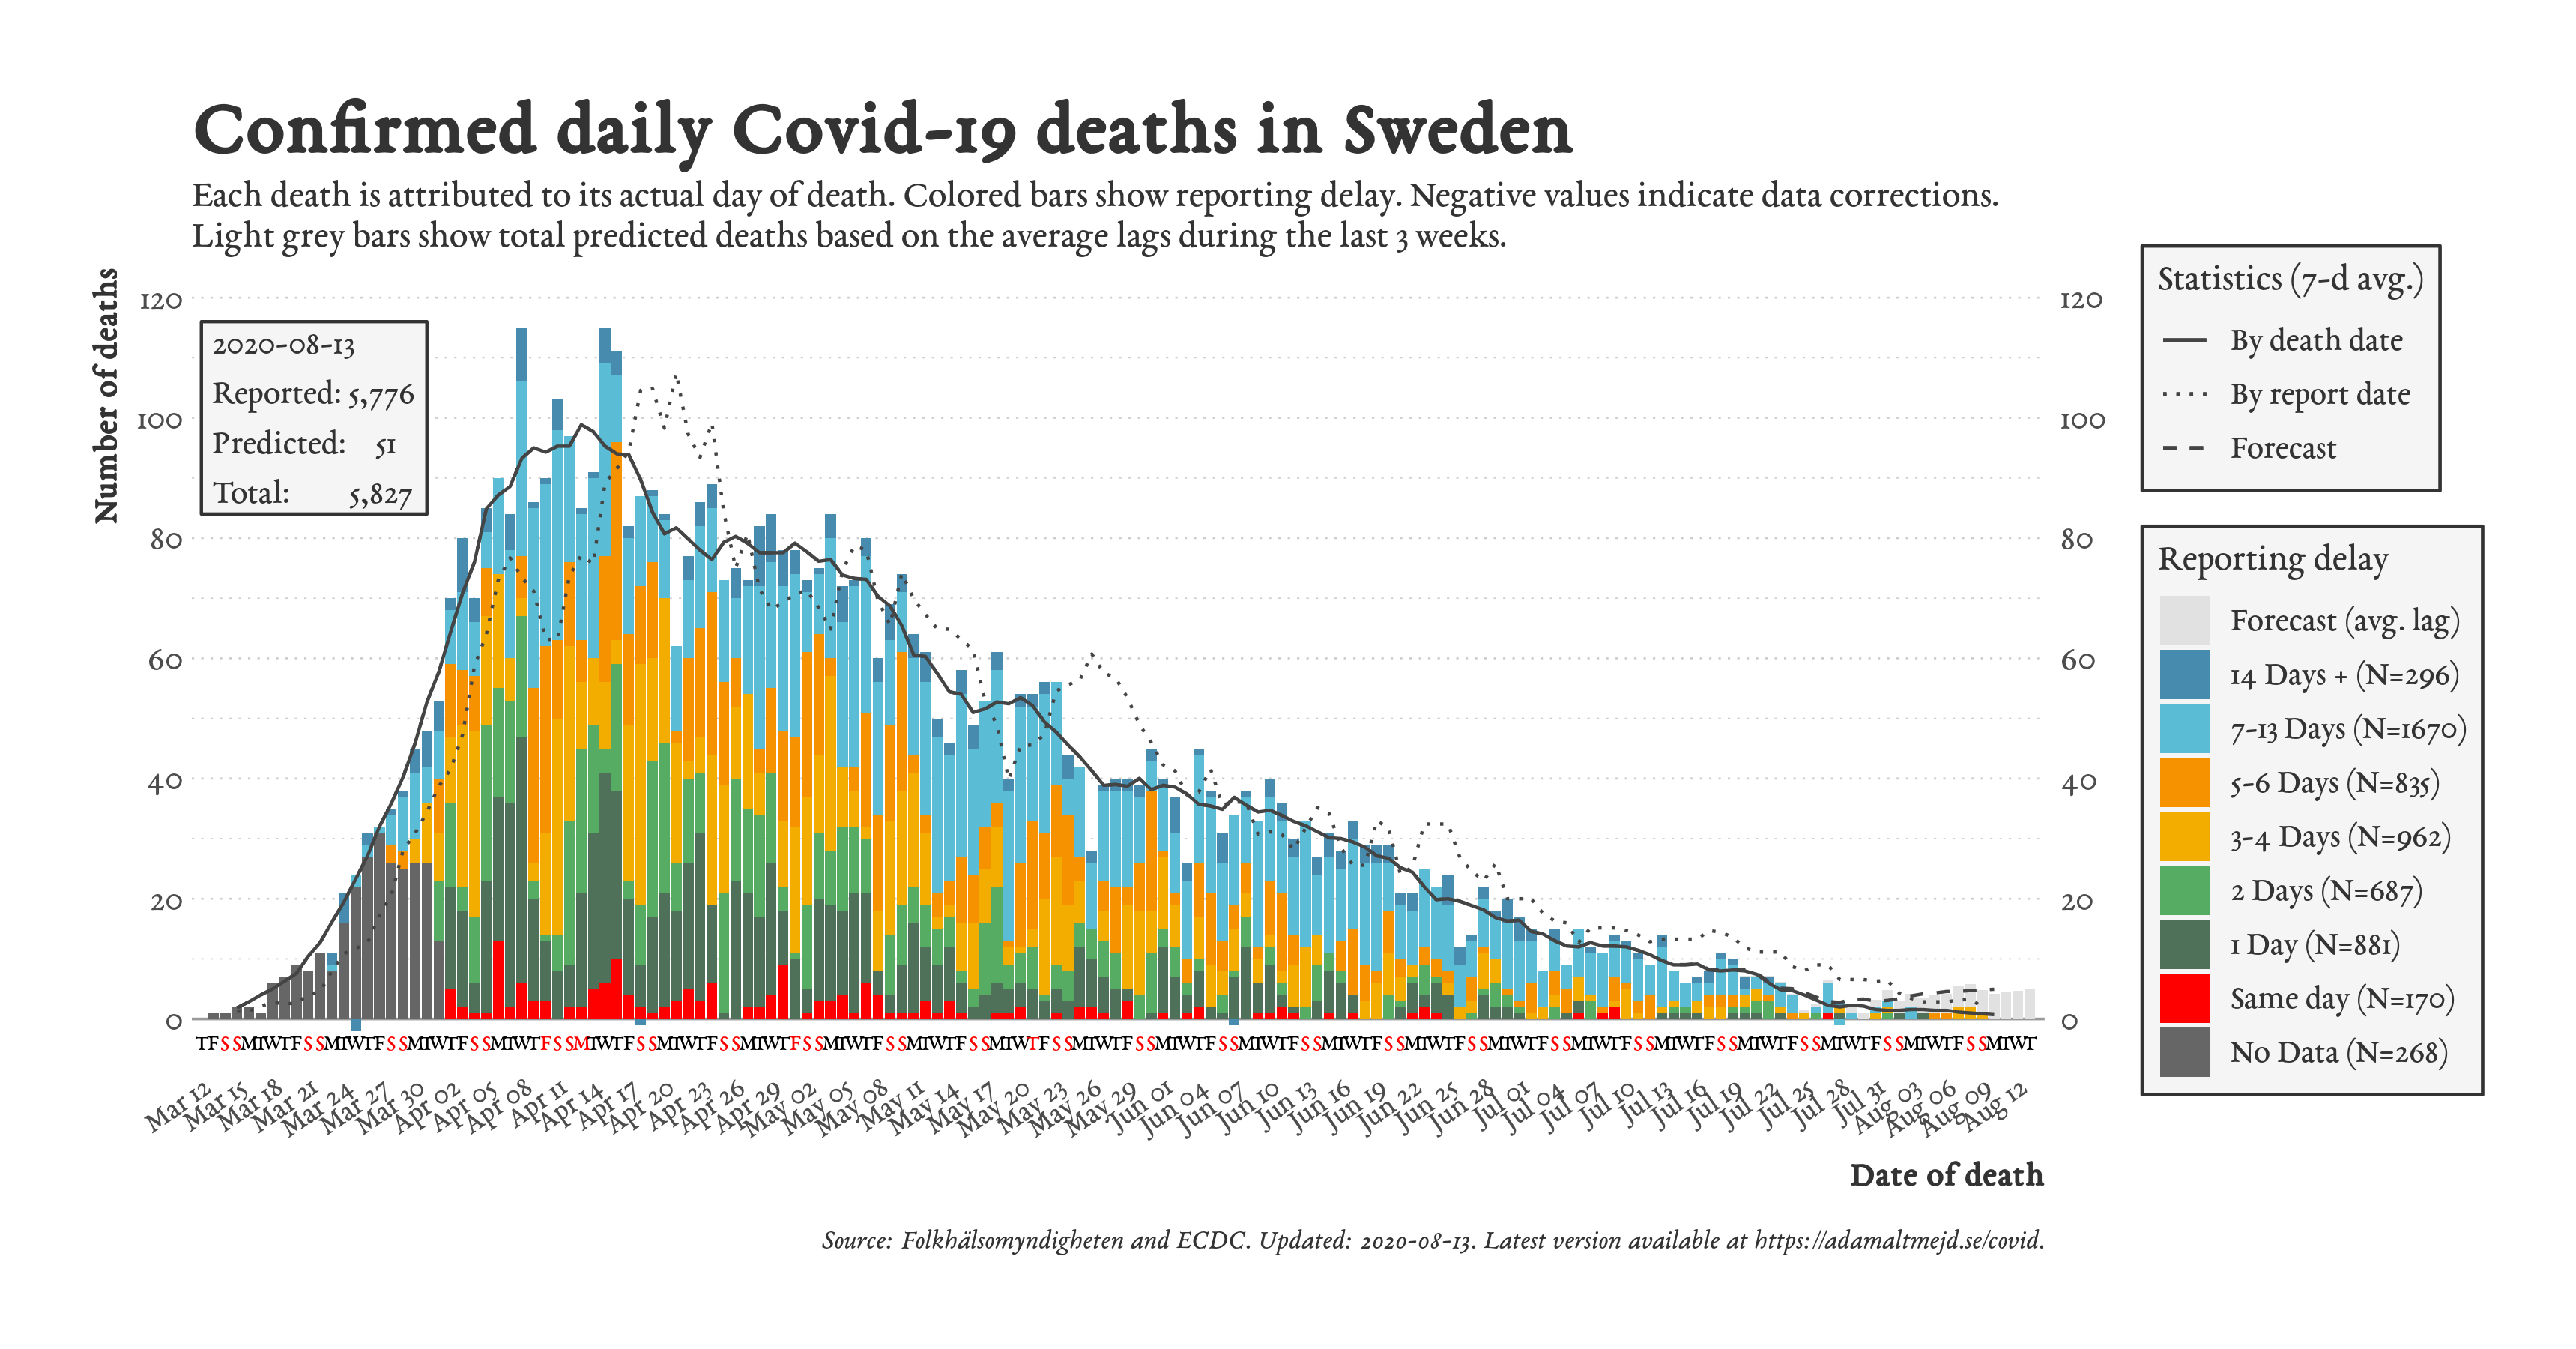 Confirmed daily Covid-19 deaths in Sweden
Each death is attributed to its actual day of death. Colored bars show reporting delay. Negative values indicate data corrections.
Light grey bars show total predicted deaths based on the average lags during the last 3 weeks.
Number of deaths
120
100
80
60
40
20
0
2020-08-13
Reported: 5,776
Predicted: 51
Total: 5,827
120
100
80
60
40
20
0
Statistics (7-d avg.)
By death date
By report date
Forecast
Reporting delay
Forecast (avg. lag)
14 Days + (N=296)
7-13 Days (N=1670)
5-6 Days (N=835)
3-4 Days (N=962)
2 Days (N=687)
1 Day (N=881)
Same day (N=170)
No Data (N=268)
TFSSMTWTFSSMTWTFSSMTWTFSSMTWTFSSMTWTFSSMTWTFSSMTWTFSSMTWTFSSMTWTFSSMTWTFSSMTWTFSSMTWTFSSMTWTFSSMTWTFSSMTWTFSSMTWTFSSMTWTFSSMTWTFSSMTWTFSSMTWTFSSMTWTFSSMTWT
Mar 12
Mar 15
Mar 18
Mar 21
Mar 24
Mar 27
Mar 30
Apr 02
Apr 05
Apr 08
Apr 11
Apr 14
Apr 17
Apr 20
Apr 23
Apr 26
Apr 29
May 02
May 05
May 08
May 11
May 14
May 17
May 20
May 23
May 26
May 29
Jun 01
Jun 04
Jun 07
Jun 10
Jun 13
Jun 16
Jun 19
Jun 22
Jun 25
Jun 28
Jul 01
Jul 04
Jul 07
Jul 10
Jul 13
Jul 16
Jul 19
Jul 22
Jul 25
Jul 28
Jul 31
Aug 03
Aug 06
Aug 09
Aug 12
Date of death
Source: Folkhälsomyndigheten and ECDC. Updated: 2020-08-13. Latest version available at https://adamaltmejd.se/covid.